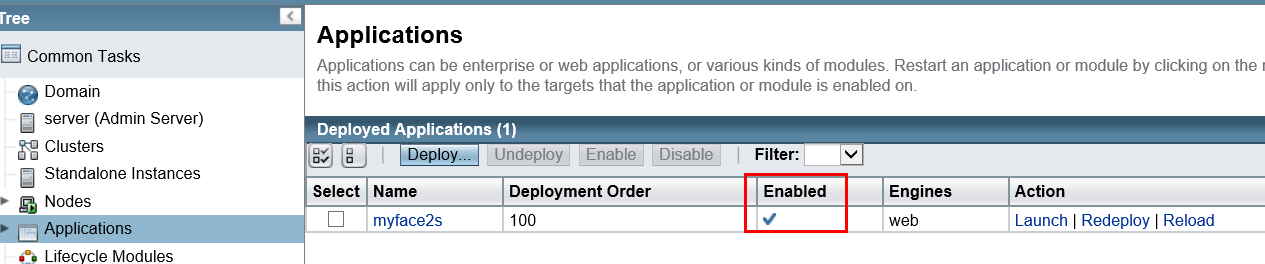 Tree
Common Tasks
Domain
server (Admin Server)
Clusters
Standalone Instances
Nodes
Applications
Lifecycle Modules
Applications
Applications can be enterprise or web applications, or various kinds of modules. Restart an application or module by clicking on the
this action will apply only to the targets that the application or module is enabled on.
Deployed Applications (1)
| Deploy... Undeploy Enable Disable | Filter:
Select Name Deployment Order Enabled Engines Action
myface2s 100 web Launch | Redeploy | Reload